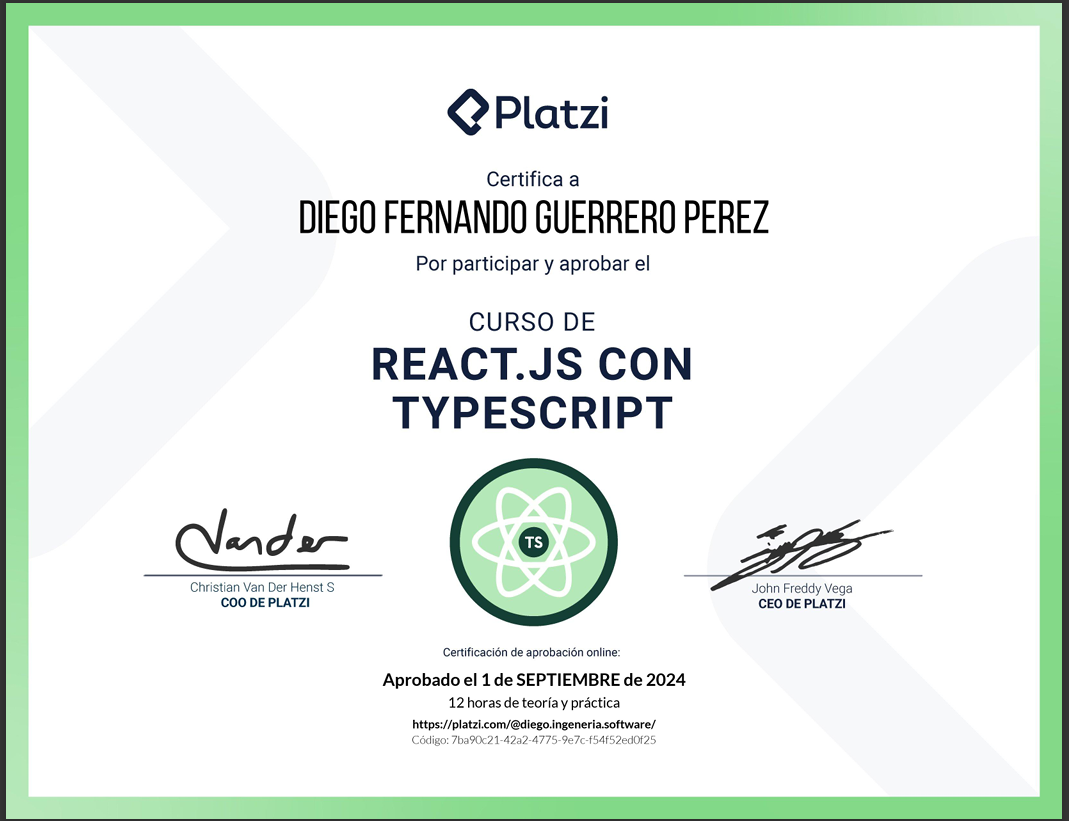 Platzi
Certifica a
DIEGO FERNANDO GUERRERO PEREZ
Por participar y aprobar el
CURSO DE
REACT.JS CON
TYPESCRIPT
TS
Vander
Christian Van Der Henst S
COO DE PLATZI
John Freddy Vega
CEO DE PLATZI
Certificación de aprobación online:
Aprobado el 1 de SEPTIEMBRE de 2024
12 horas de teoría y práctica
https://platzi.com/@diego.ingeneria.software/
Código: 7ba90c21-42a2-4775-9e7c-f54f52ed0f25